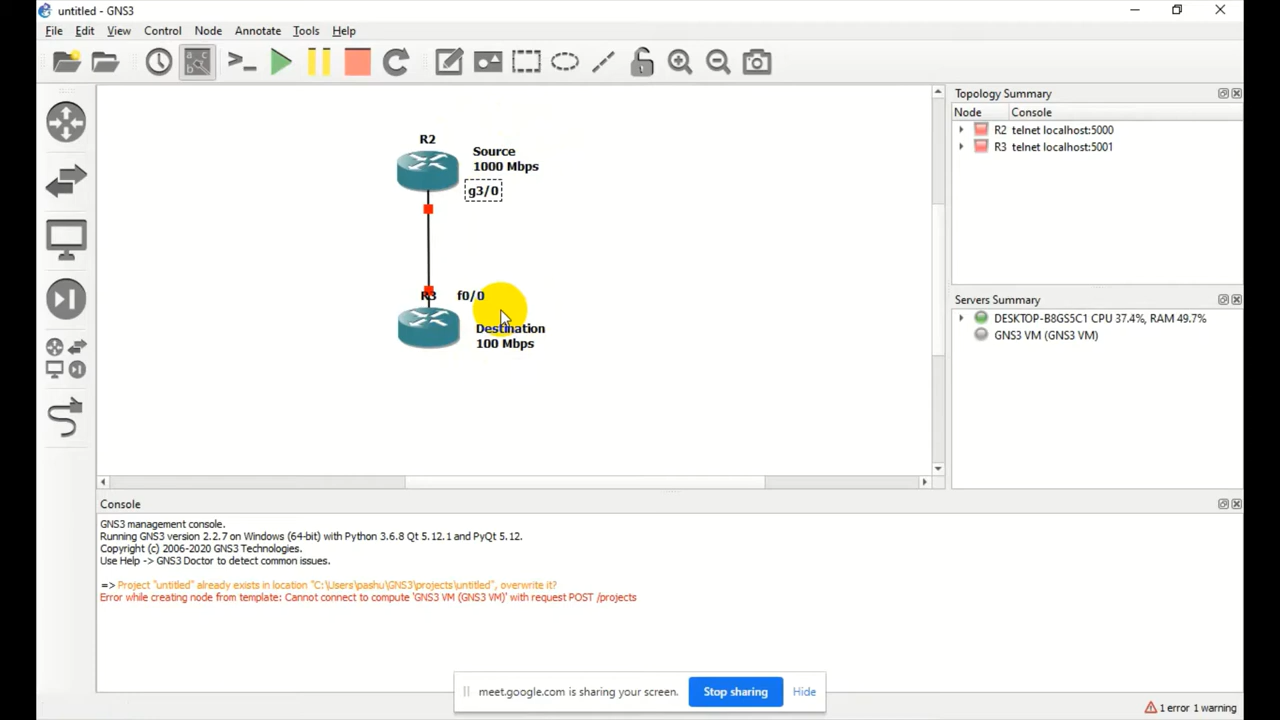 untitled - GNS3
File Edit View Control Node Annotate Tools Help
R2
Source
1000 Mbps
g3/0
R3
f0/0
Destination
100 Mbps
Topology Summary
Node Console
R2 telnet localhost:5000
R3 telnet localhost:5001
Servers Summary
DESKTOP-B8GS5C1 CPU 37.4%, RAM 49.7%
GNS3 VM (GNS3 VM)
Console
GNS3 management console.
Running GNS3 version 2.2.7 on Windows (64-bit) with Python 3.6.8 Qt 5.12.1 and PyQt 5.12.
Copyright (c) 2006-2020 GNS3 Technologies.
Use Help -> GNS3 Doctor to detect common issues.
=> Project "untitled" already exists in location "C:\Users\pashu\GNS3\projects\untitled", overwrite it?
Error while creating node from template: Cannot connect to compute 'GNS3 VM (GNS3 VM)' with request POST /projects
meet.google.com is sharing your screen. Stop sharing Hide
1 error 1 warning